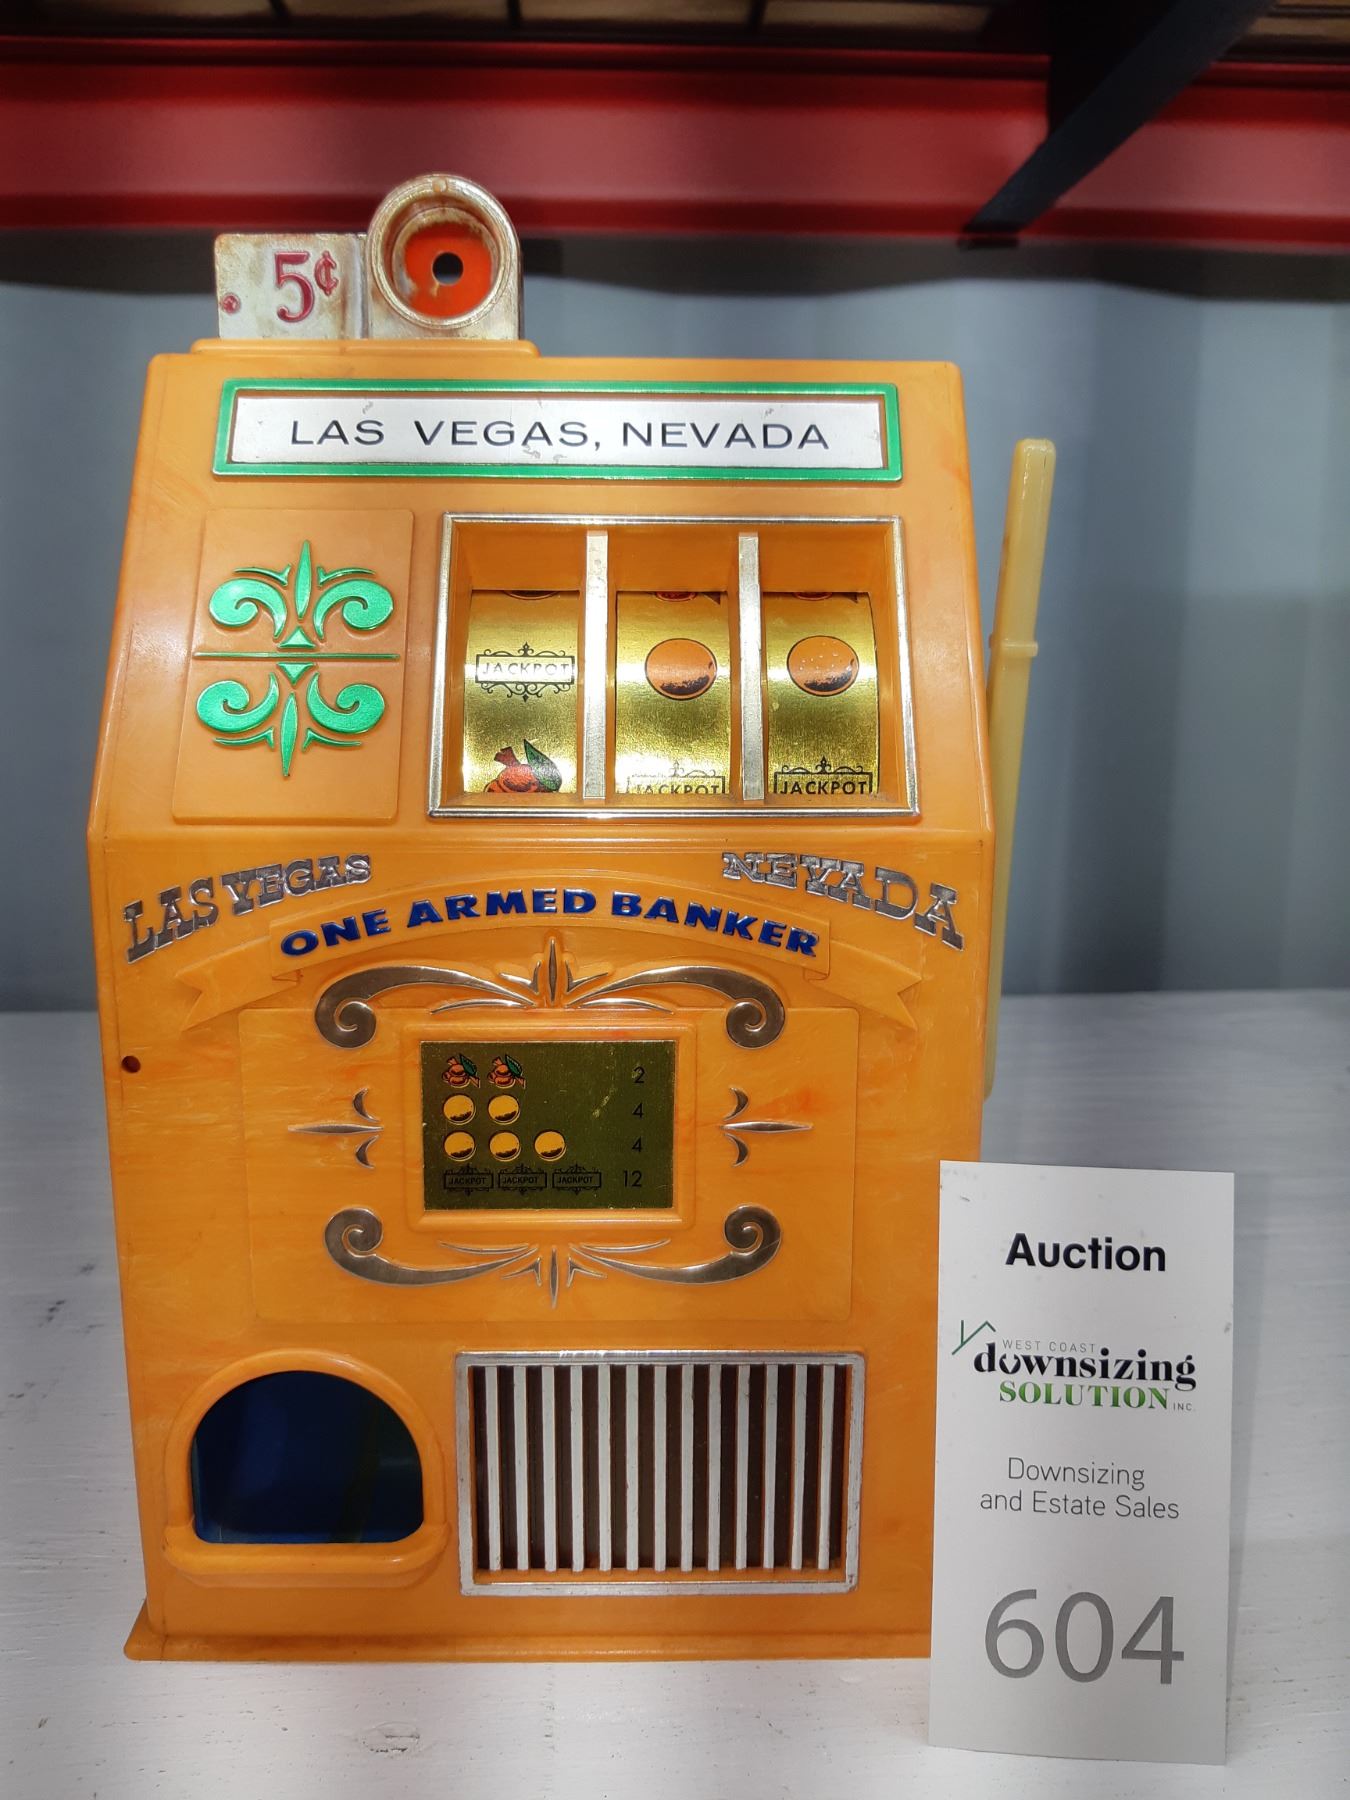 5¢
LAS VEGAS, NEVADA
JACKPOT
JACKPOT JACKPOT
LAS VEGAS NEVADA
ONE ARMED BANKER
2
4
4
JACKPOT JACKPOT JACKPOT 12
Auction
WEST COAST
downsizing
SOLUTION INC.
Downsizing
and Estate Sales
604